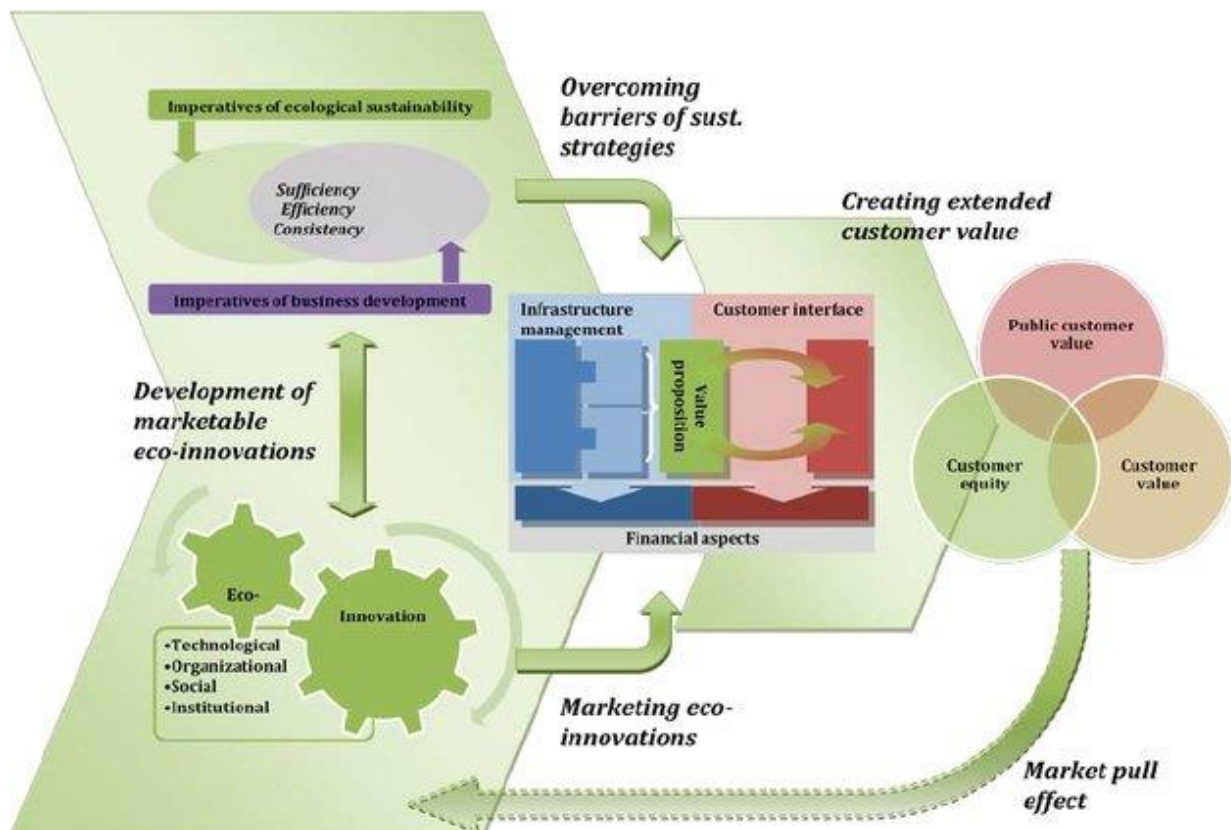 Overcoming
barriers of sust.
strategies
Imperatives of ecological sustainability
Sufficiency
Efficiency
Consistency
Imperatives of business development
Creating extended
customer value
Development of
marketable
eco-innovations
Infrastructure
management
Customer interface
Value
proposition
Financial aspects
Public customer
value
Customer
equity
Customer
value
Eco-
Innovation
•Technological
•Organizational
•Social
•Institutional
Marketing eco-
innovations
Market pull
effect